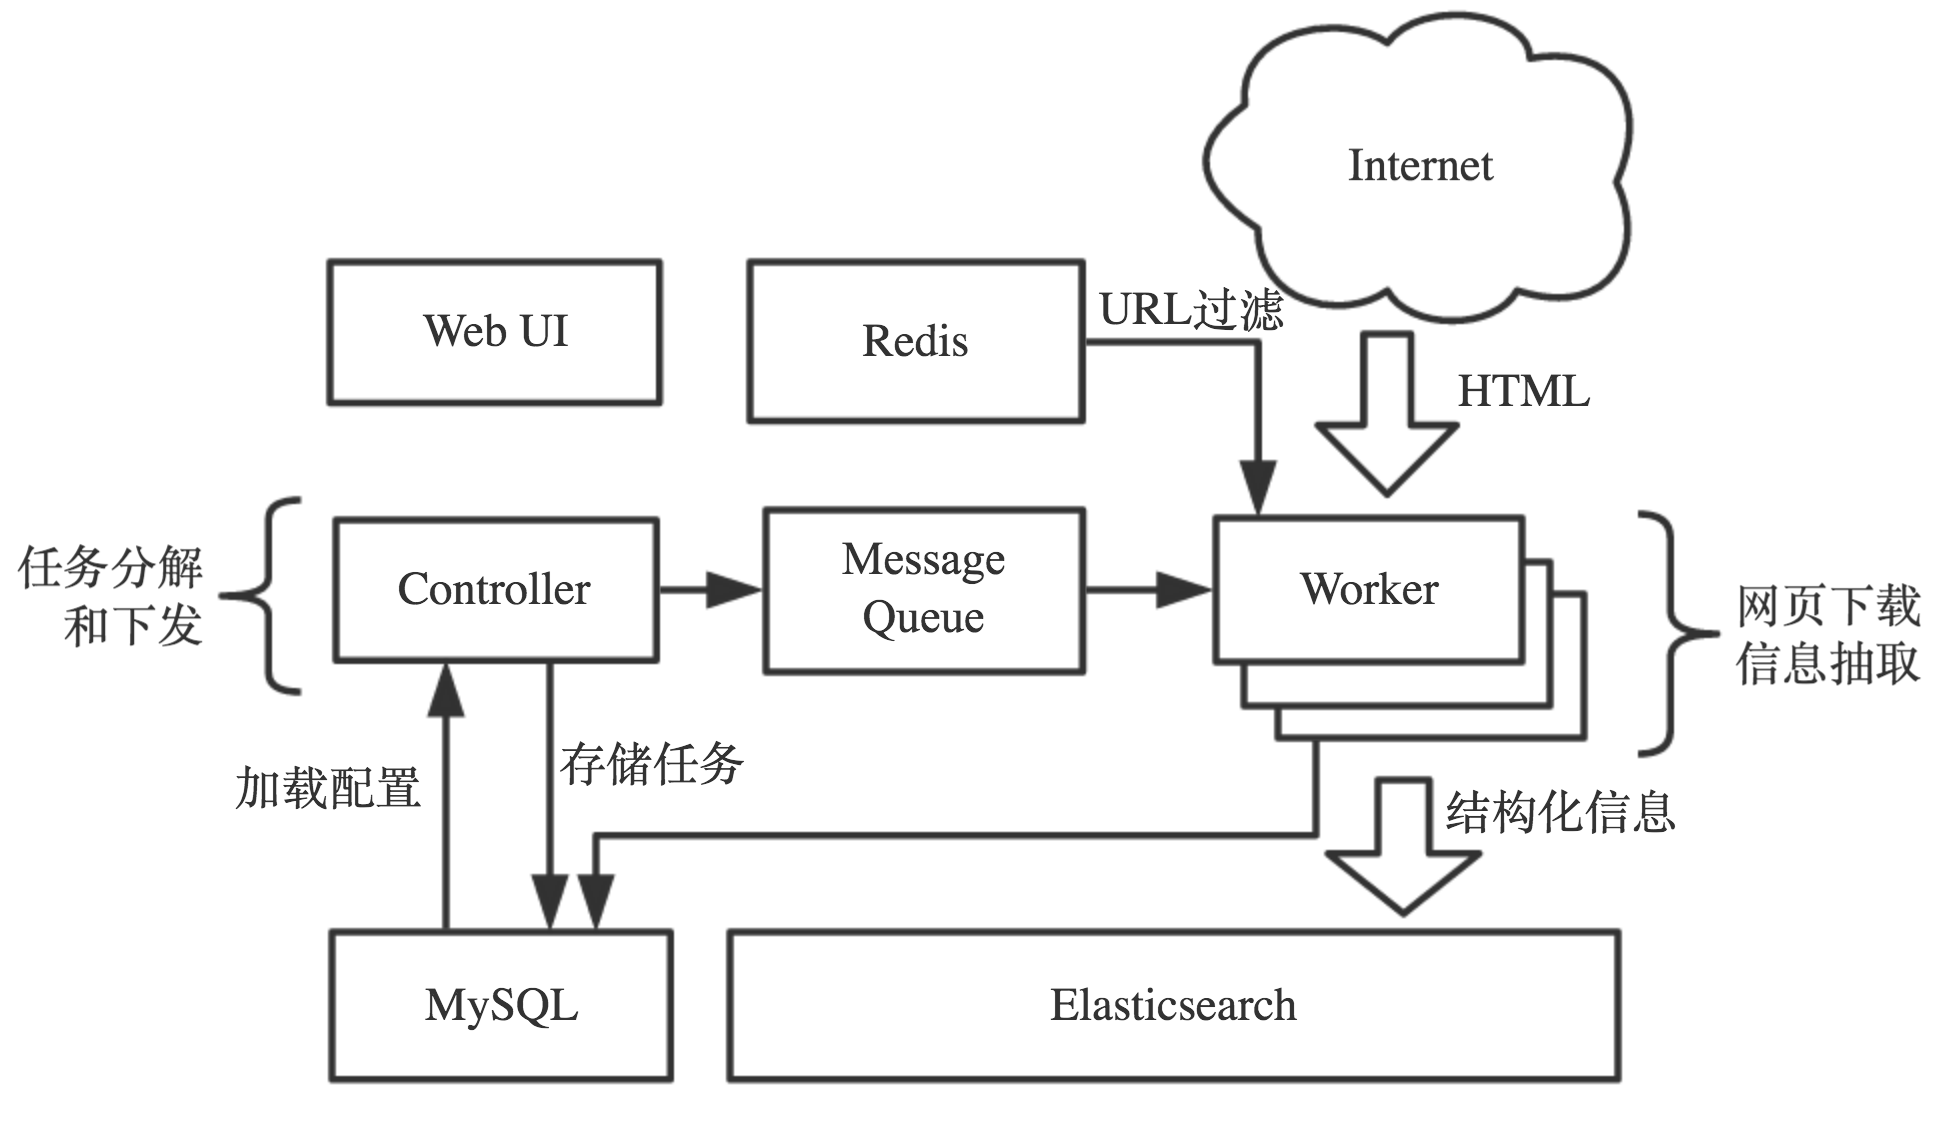 Internet
Web UI
Redis
URL过滤
HTML
任务分解
和下发
Controller
Message
Queue
Worker
网页下载
信息抽取
加载配置
存储任务
结构化信息
MySQL
Elasticsearch